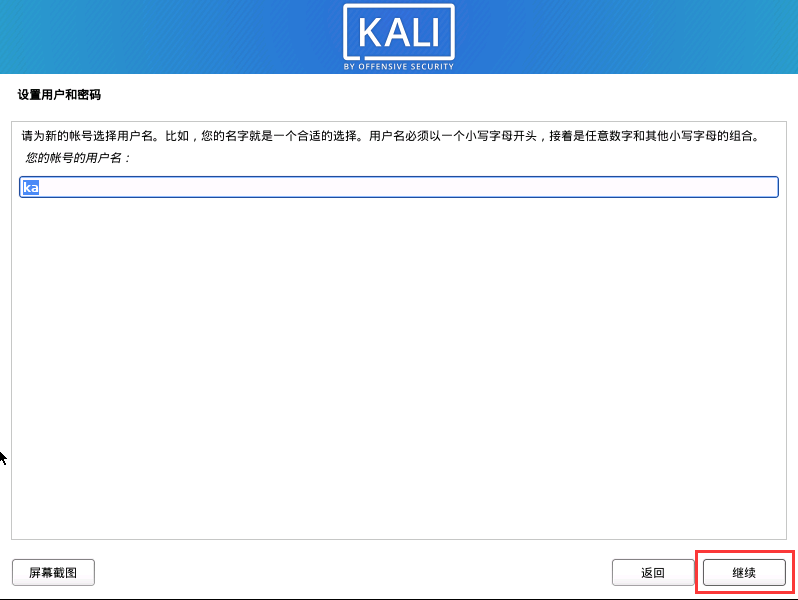 KALI
BY OFFENSIVE SECURITY
设置用户和密码
请为新的帐号选择用户名。比如，您的名字就是一个合适的选择。用户名必须以一个小写字母开头，接着是任意数字和其他小写字母的组合。
您的帐号的用户名：
ka
屏幕截图
返回
继续